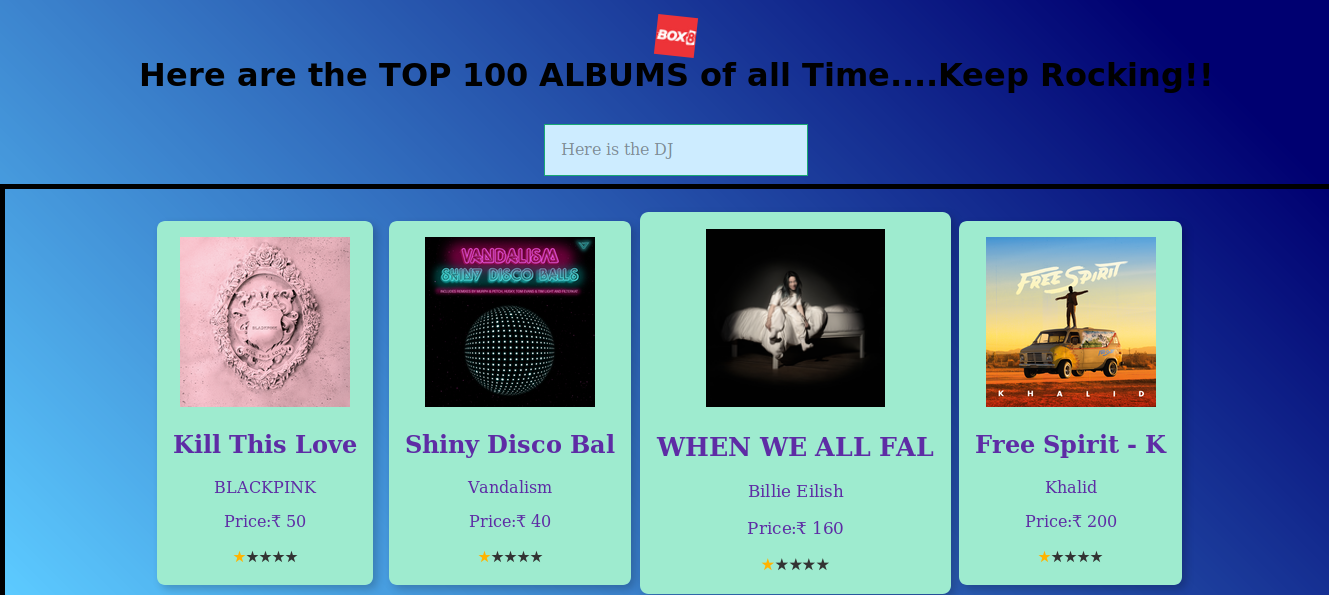 BOX8
Here are the TOP 100 ALBUMS of all Time....Keep Rocking!!
Here is the DJ
BLACKPINK
Kill This Love
BLACKPINK
Price:₹ 50
★★★★★
VANDALISM
SHINY DISCO BALLS
Shiny Disco Bal
Vandalism
Price:₹ 40
★★★★★
WHEN WE ALL FAL
Billie Eilish
Price:₹ 160
★★★★★
FREE SPIRIT
KHALID
Free Spirit - K
Khalid
Price:₹ 200
★★★★★